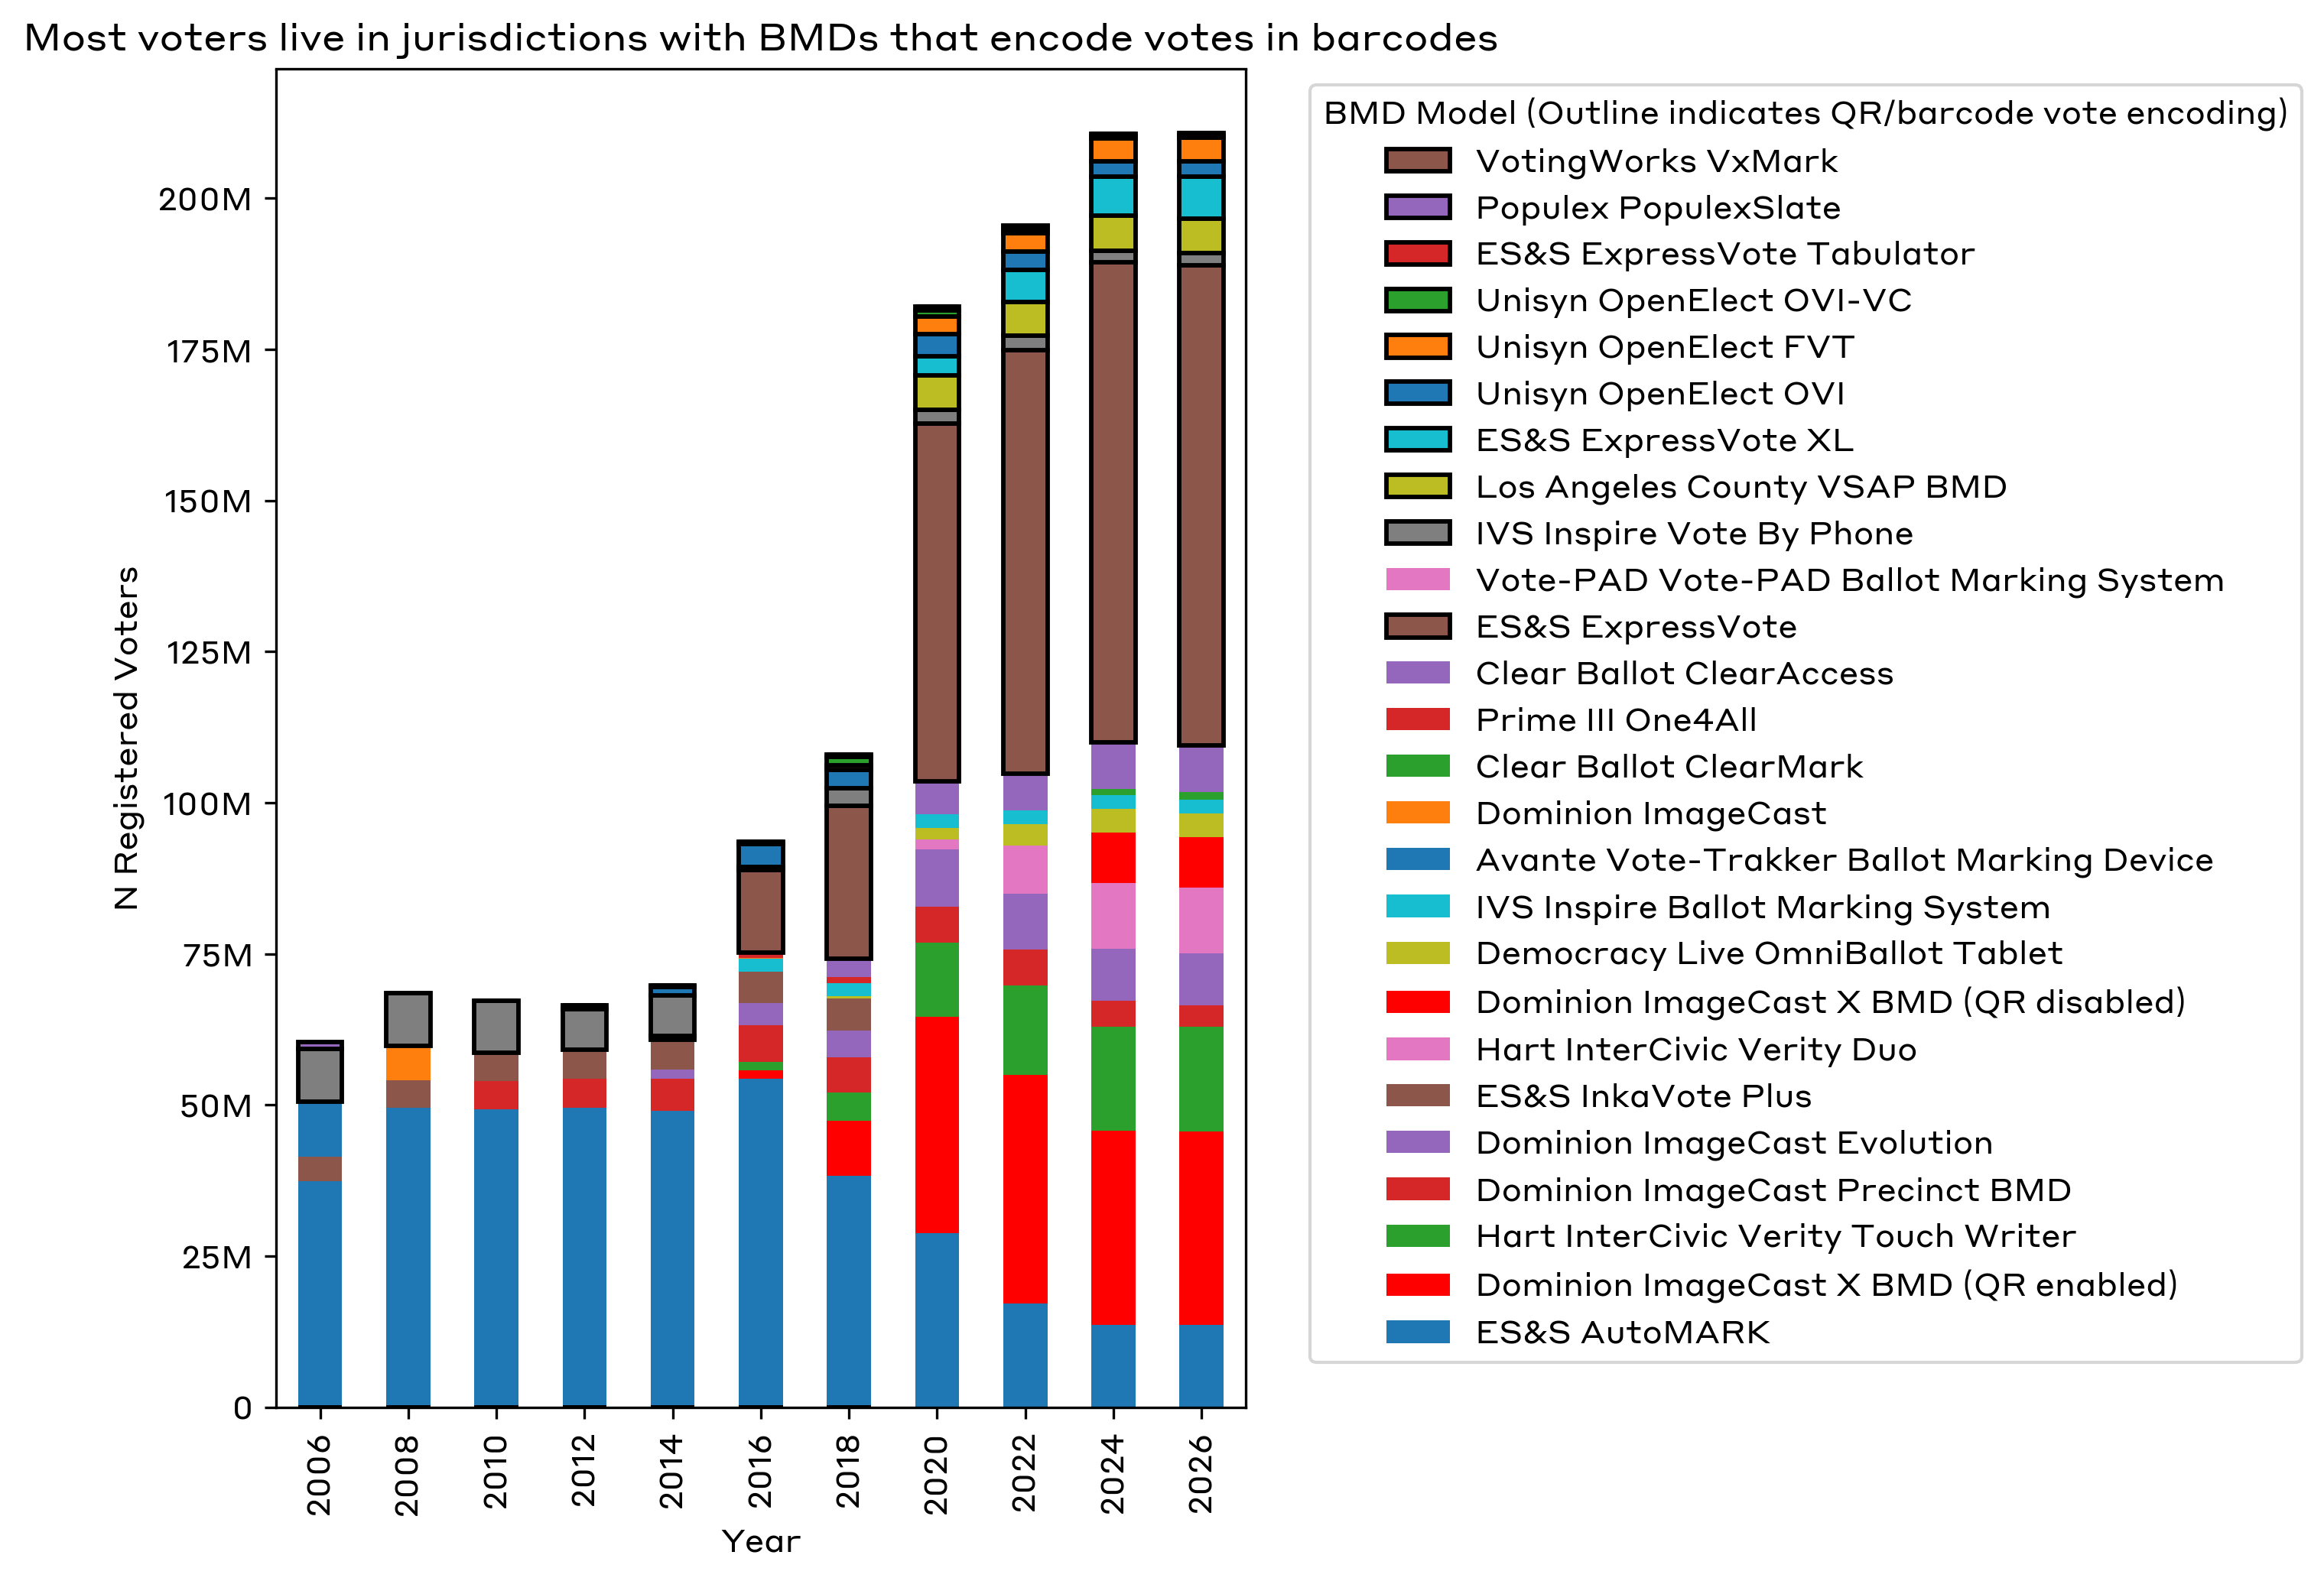 Most voters live in jurisdictions with BMDs that encode votes in barcodes
BMD Model (Outline indicates QR/barcode vote encoding)
VotingWorks VxMark
Populex PopulexSlate
ES&S ExpressVote Tabulator
Unisyn OpenElect OVI-VC
Unisyn OpenElect FVT
Unisyn OpenElect OVI
ES&S ExpressVote XL
Los Angeles County VSAP BMD
IVS Inspire Vote By Phone
Vote-PAD Vote-PAD Ballot Marking System
ES&S ExpressVote
Clear Ballot ClearAccess
Prime III One4All
Clear Ballot ClearMark
Dominion ImageCast
Avante Vote-Trakker Ballot Marking Device
IVS Inspire Ballot Marking System
Democracy Live OmniBallot Tablet
Dominion ImageCast X BMD (QR disabled)
Hart InterCivic Verity Duo
ES&S InkaVote Plus
Dominion ImageCast Evolution
Dominion ImageCast Precinct BMD
Hart InterCivic Verity Touch Writer
Dominion ImageCast X BMD (QR enabled)
ES&S AutoMARK
N Registered Voters
200M
175M
150M
125M
100M
75M
50M
25M
0
2006
2008
2010
2012
2014
2016
2018
2020
2022
2024
2026
Year